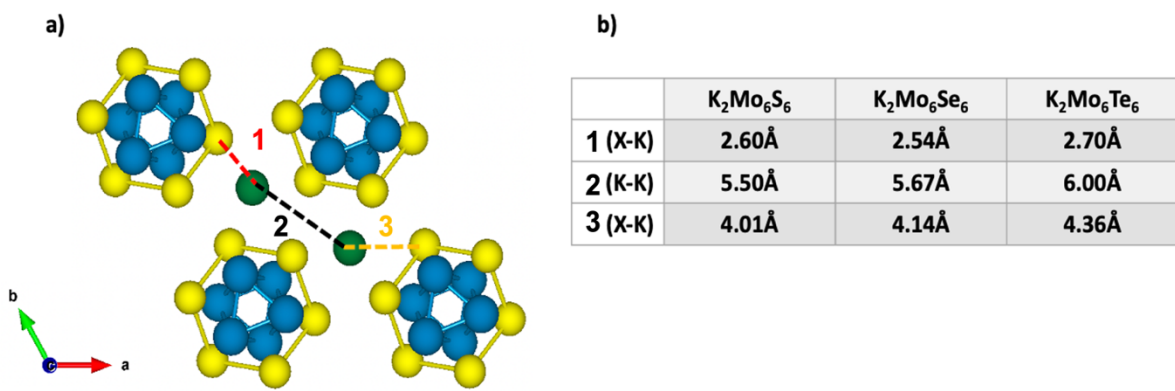 a)
1
2
3
b
c
a
b)
K₂Mo₆S₆ K₂Mo₆Se₆ K₂Mo₆Te₆
1 (X-K) 2.60Å 2.54Å 2.70Å
2 (K-K) 5.50Å 5.67Å 6.00Å
3 (X-K) 4.01Å 4.14Å 4.36Å